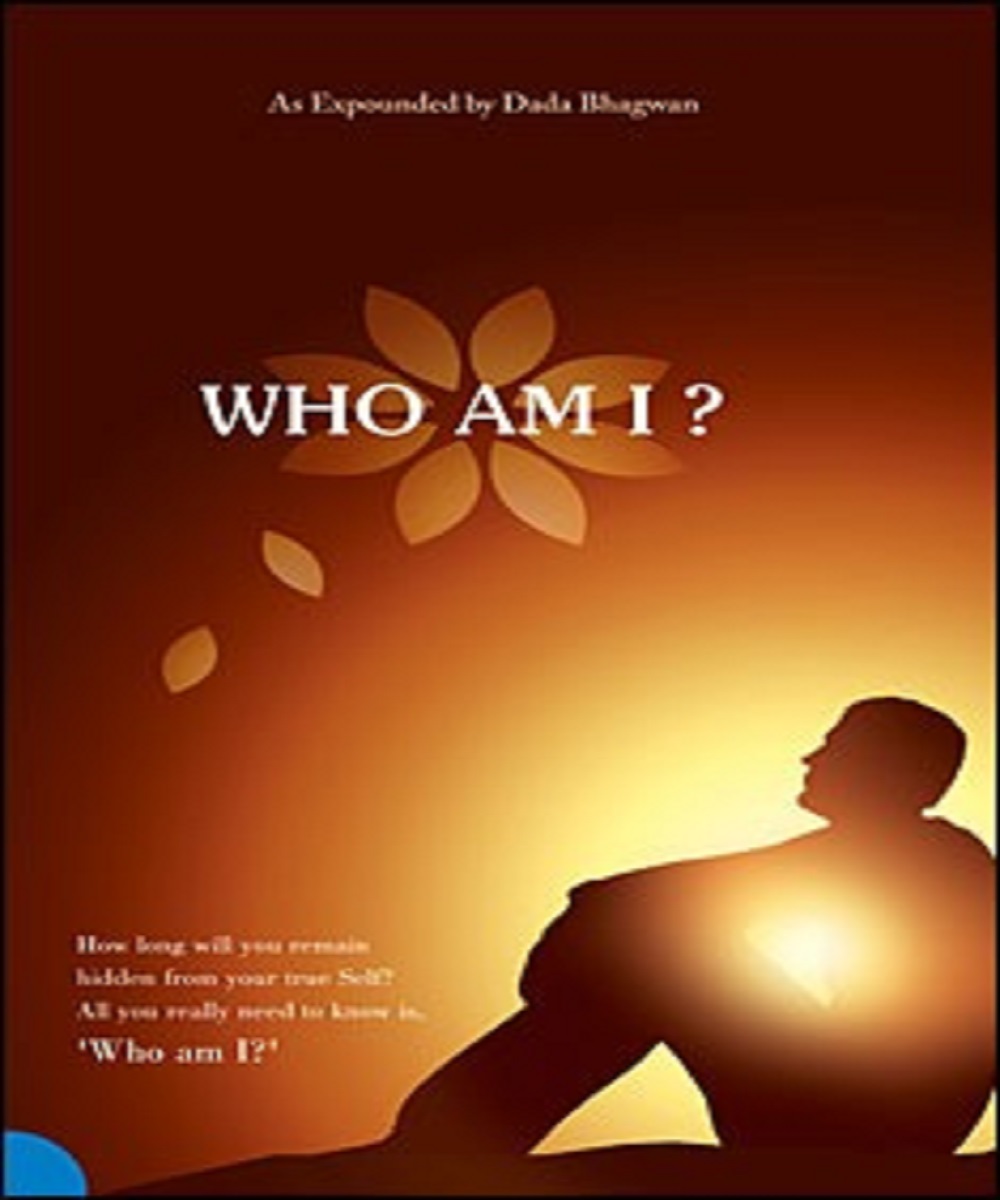 As Expounded by Dada Bhagwan
WHO AM I ?
How long will you remain
hidden from your true Self?
All you really need to know is,
'Who am I?'